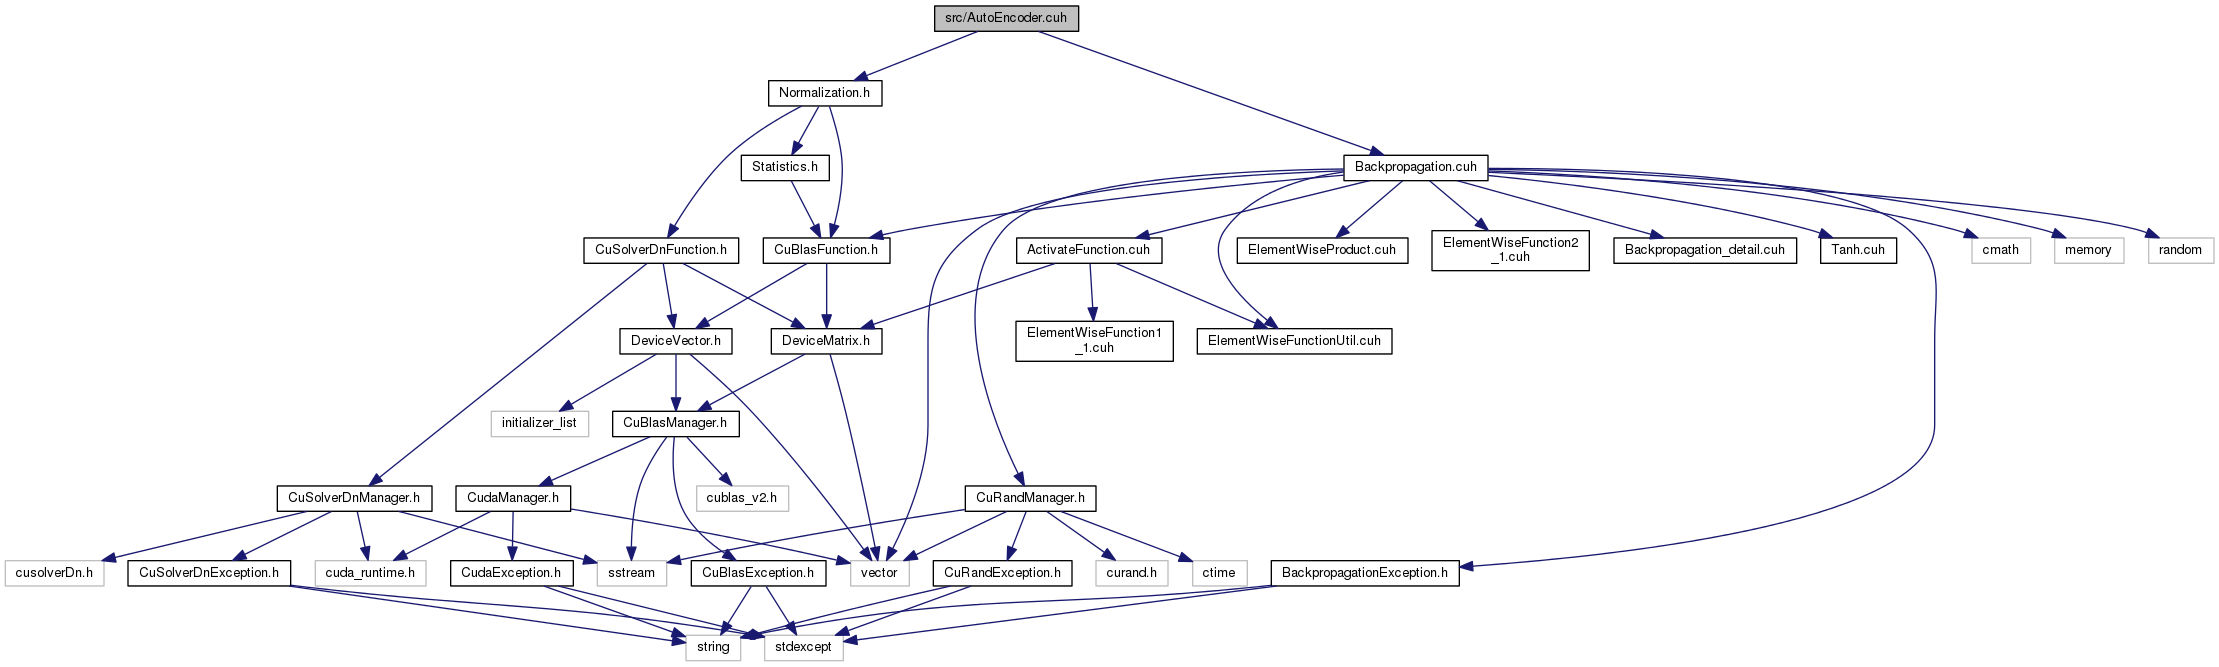 src/AutoEncoder.cuh
Normalization.h
Statistics.h
Backpropagation.cuh
CuSolverDnFunction.h
CuBlasFunction.h
ActivateFunction.cuh
ElementWiseProduct.cuh
ElementWiseFunction2
_1.cuh
Backpropagation_detail.cuh
Tanh.cuh
cmath
memory
random
DeviceVector.h
DeviceMatrix.h
ElementWiseFunction1
_1.cuh
ElementWiseFunctionUtil.cuh
initializer_list
CuBlasManager.h
CuSolverDnManager.h
CudaManager.h
cublas_v2.h
CuRandManager.h
cusolverDn.h
CuSolverDnException.h
cuda_runtime.h
CudaException.h
sstream
CuBlasException.h
vector
CuRandException.h
curand.h
ctime
BackpropagationException.h
string
stdexcept